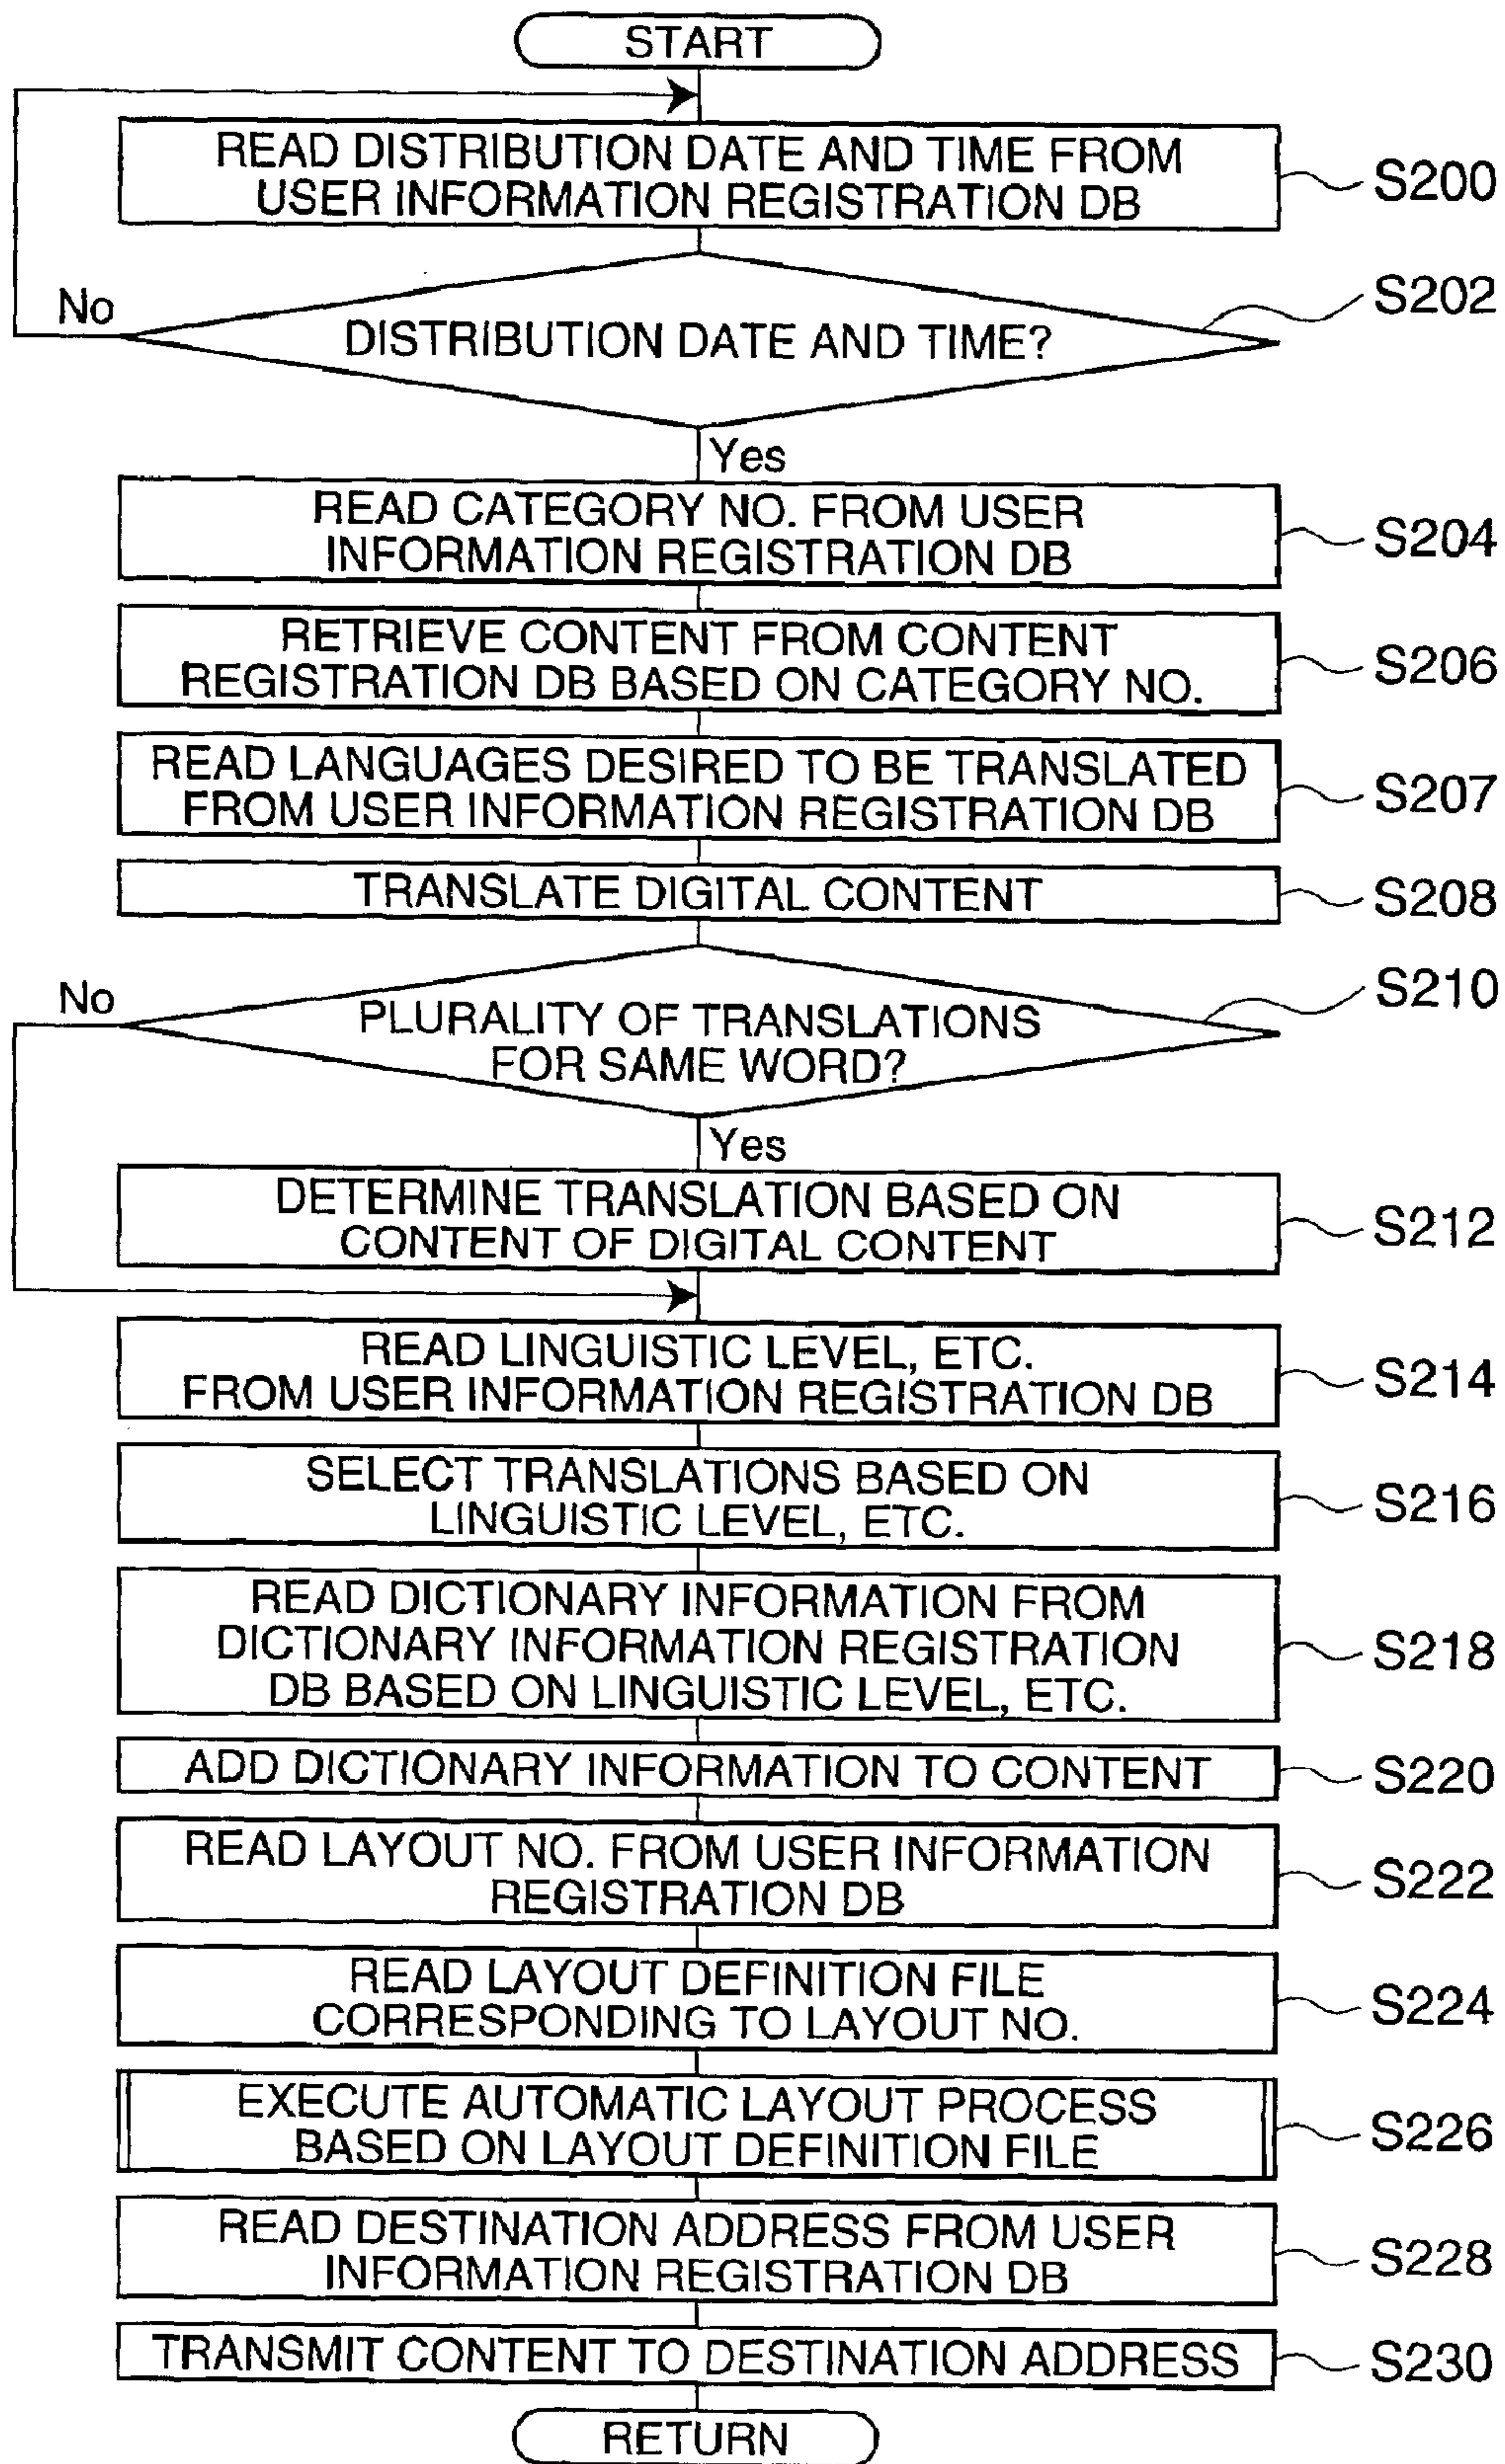 START
READ DISTRIBUTION DATE AND TIME FROM
USER INFORMATION REGISTRATION DB
S200
S202
No
DISTRIBUTION DATE AND TIME?
Yes
READ CATEGORY NO. FROM USER
INFORMATION REGISTRATION DB
S204
RETRIEVE CONTENT FROM CONTENT
REGISTRATION DB BASED ON CATEGORY NO.
S206
READ LANGUAGES DESIRED TO BE TRANSLATED
FROM USER INFORMATION REGISTRATION DB
S207
TRANSLATE DIGITAL CONTENT
S208
No
S210
PLURALITY OF TRANSLATIONS
FOR SAME WORD?
Yes
DETERMINE TRANSLATION BASED ON
CONTENT OF DIGITAL CONTENT
S212
READ LINGUISTIC LEVEL, ETC.
FROM USER INFORMATION REGISTRATION DB
S214
SELECT TRANSLATIONS BASED ON
LINGUISTIC LEVEL, ETC.
S216
READ DICTIONARY INFORMATION FROM
DICTIONARY INFORMATION REGISTRATION
DB BASED ON LINGUISTIC LEVEL, ETC.
S218
ADD DICTIONARY INFORMATION TO CONTENT
S220
READ LAYOUT NO. FROM USER INFORMATION
REGISTRATION DB
S222
READ LAYOUT DEFINITION FILE
CORRESPONDING TO LAYOUT NO.
S224
EXECUTE AUTOMATIC LAYOUT PROCESS
BASED ON LAYOUT DEFINITION FILE
S226
READ DESTINATION ADDRESS FROM USER
INFORMATION REGISTRATION DB
S228
TRANSMIT CONTENT TO DESTINATION ADDRESS
S230
RETURN